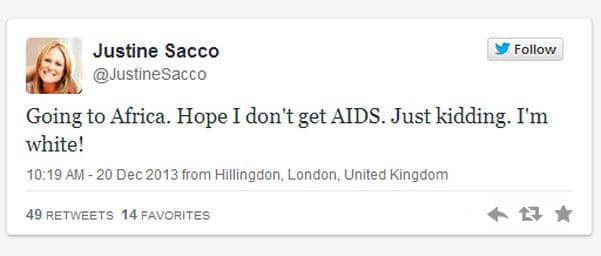 Justine Sacco
Follow
@JustineSacco
Going to Africa. Hope I don't get AIDS. Just kidding. I'm
white!
10:19 AM - 20 Dec 2013 from Hillingdon, London, United Kingdom
49 RETWEETS 14 FAVORITES